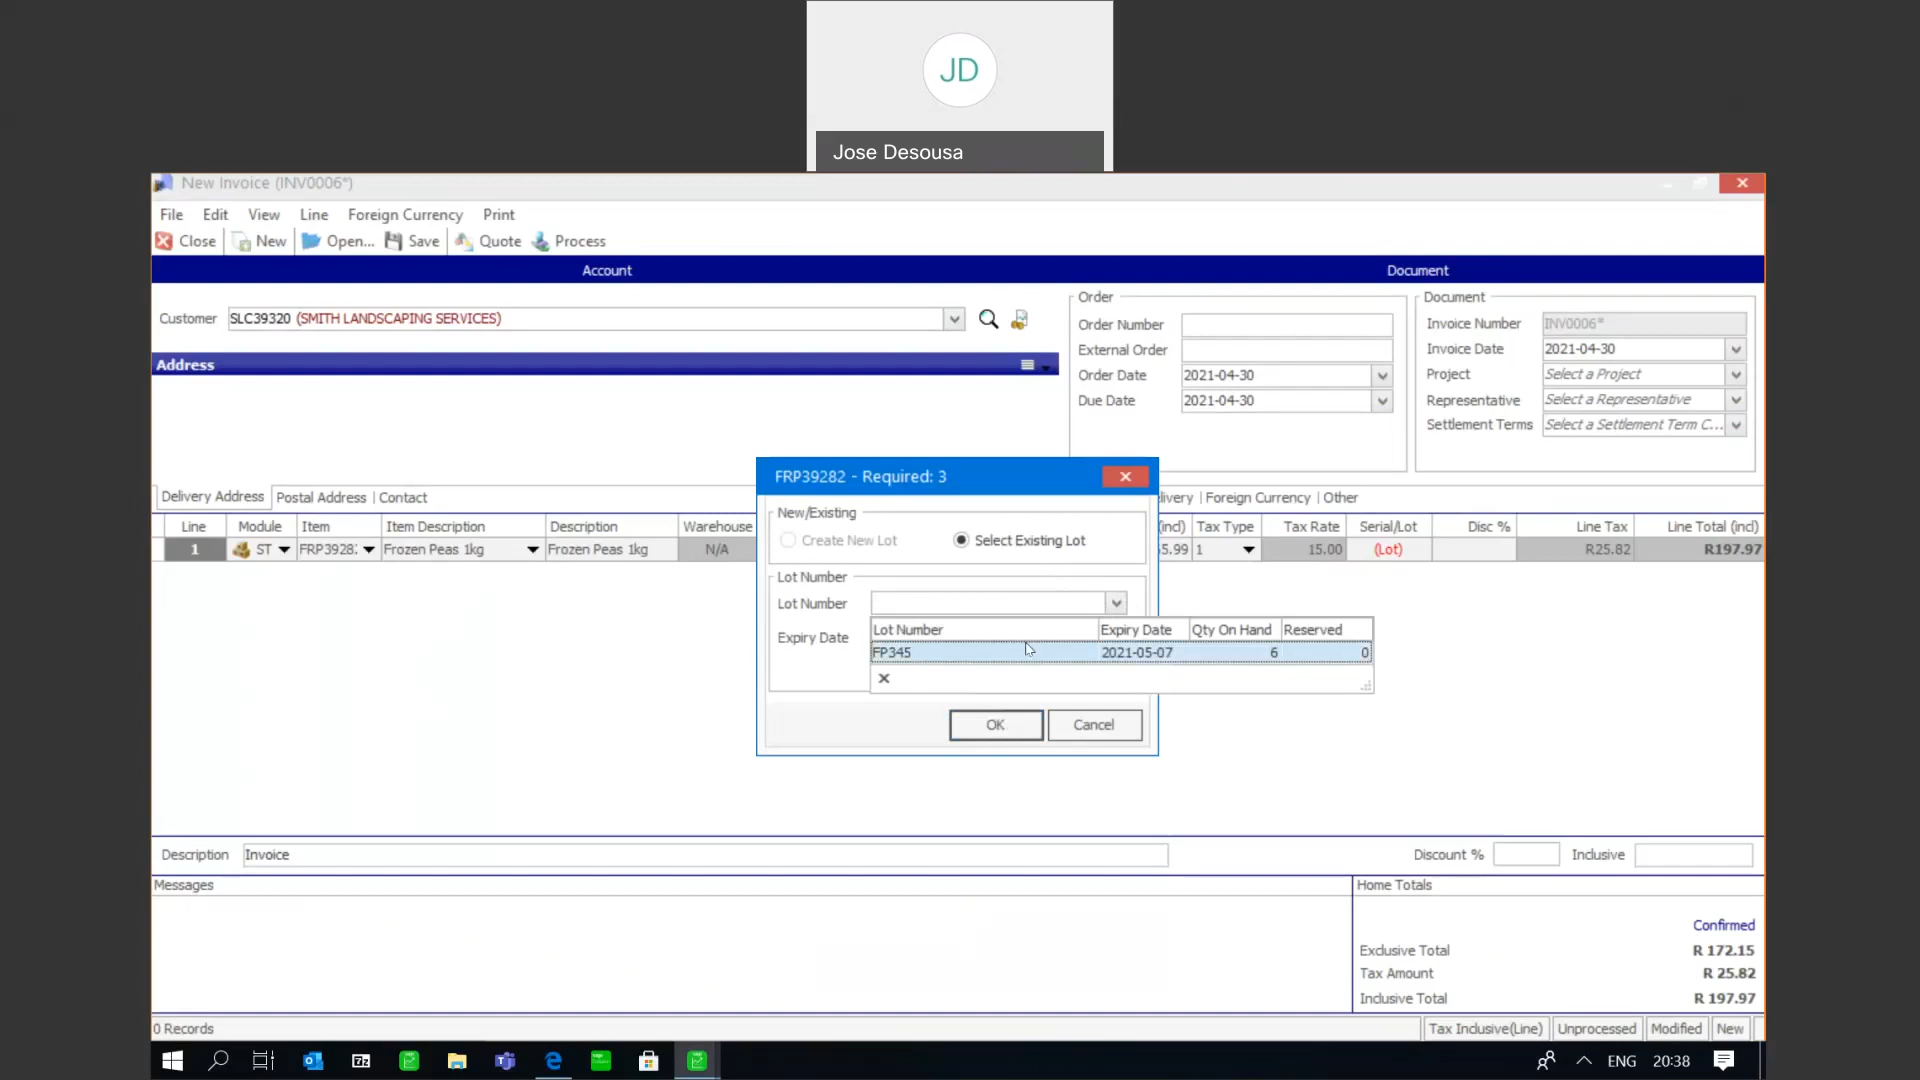 JD
Jose Desousa
New Invoice (INV0006*)
File Edit View Line Foreign Currency Print
Close New Open... Save Quote Process
Account Document
Customer SLC39320 (SMITH LANDSCAPING SERVICES)
Address
Order
Order Number
External Order
Order Date 2021-04-30
Due Date 2021-04-30
Document
Invoice Number INV0006*
Invoice Date 2021-04-30
Project Select a Project
Representative Select a Representative
Settlement Terms Select a Settlement Term C...
Delivery Address Postal Address Contact livery Foreign Currency Other
Line Module Item Item Description Description Warehouse (incl) Tax Type Tax Rate Serial/Lot Disc % Line Tax Line Total (incl)
1 ST FRP3928 Frozen Peas 1kg Frozen Peas 1kg N/A 5.99 1 15.00 (Lot) R25.82 R197.97
FRP39282 - Required: 3
New/Existing
Create New Lot Select Existing Lot
Lot Number
Lot Number
Expiry Date
Lot Number Expiry Date Qty On Hand Reserved
FP345 2021-05-07 6 0
OK Cancel
Description Invoice Discount % Inclusive
Messages
Home Totals
Confirmed
Exclusive Total R 172.15
Tax Amount R 25.82
Inclusive Total R 197.97
0 Records Tax Inclusive(Line) Unprocessed Modified New
ENG 20:38